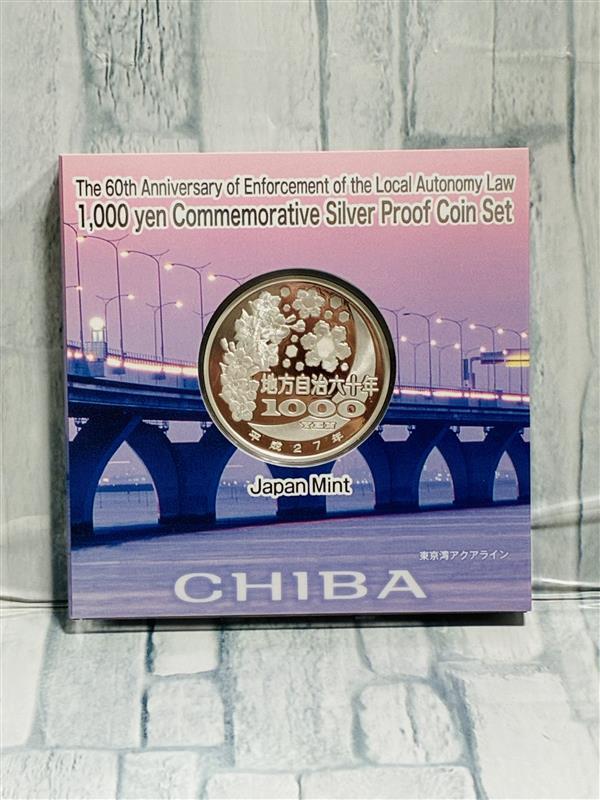 The 60th Anniversary of Enforcement of the Local Autonomy Law
1,000 yen Commemorative Silver Proof Coin Set
地方自治六十年
1000
YEN
平成27年
Japan Mint
東京湾アクアライン
CHIBA